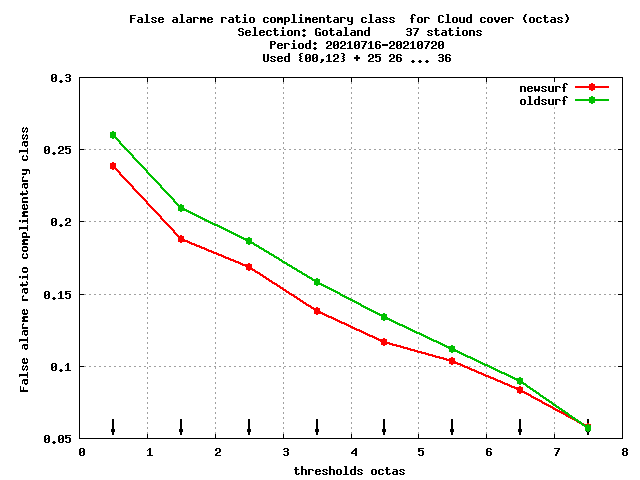 False alarme ratio complimentary class  for Cloud cover (octas)
Selection: Gotaland     37 stations
Period: 20210716-20210720
Used {00,12} + 25 26 ... 36
newsurf
oldsurf
False alarme ratio complimentary class
0.3
0.25
0.2
0.15
0.1
0.05
0 1 2 3 4 5 6 7 8
thresholds octas